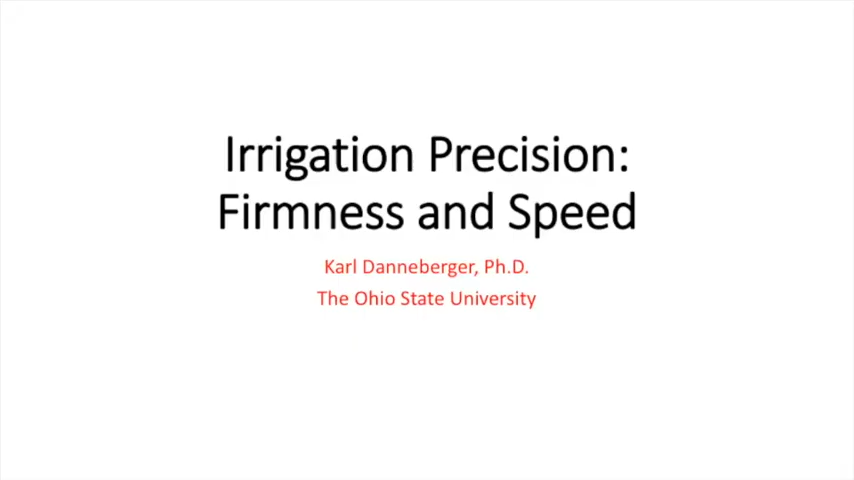 Irrigation Precision:
Firmness and Speed
Karl Danneberger, Ph.D.
The Ohio State University